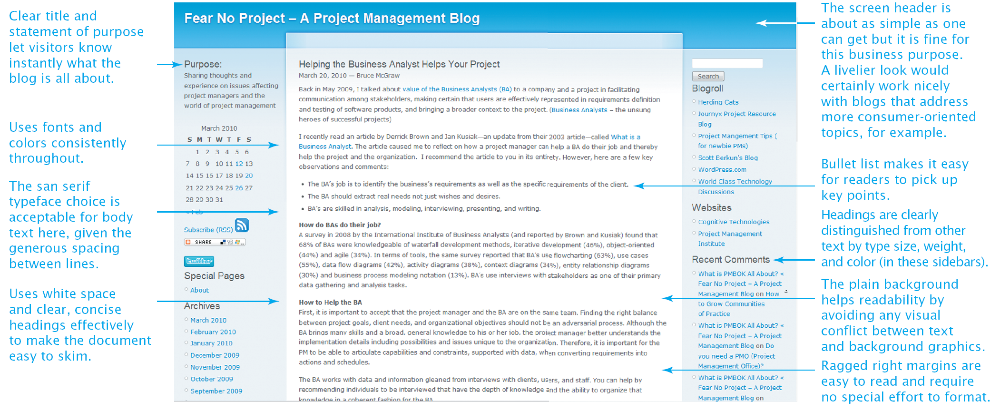 Clear title and
statement of purpose
let visitors know
instantly what the
blog is all about.
Uses fonts and
colors consistently
throughout.
The san serif
typeface choice is
acceptable for body
text here, given the
generous spacing
between lines.
Uses white space
and clear, concise
headings effectively
to make the document
easy to skim.
Fear No Project – A Project Management Blog
Purpose:
Sharing thoughts and
experience on issues affecting
project managers and the
world of project management
March 2010
S M T W T F S
1 2 3 4 5 6
7 8 9 10 11 12 13
14 15 16 17 18 19 20
21 22 23 24 25 26 27
28 29 30 31
« Feb
Subscribe (RSS)
SHARE
twitter
Special Pages
About
Archives
March 2010
February 2010
January 2010
December 2009
November 2009
October 2009
September 2009
Helping the Business Analyst Helps Your Project
March 20, 2010 — Bruce McGraw
Back in May 2009, I talked about value of the Business Analysts (BA) to a company and a project in facilitating
communication among stakeholders, making certain that users are effectively represented in requirements definition
and testing of software products, and bringing a broader context to the project. (Business Analysts – the unsung
heroes of successful projects)
I recently read an article by Derrick Brown and Jan Kusiak—an update from their 2003 article—called What is a
Business Analyst. The article caused me to reflect on how a project manager can help a BA do their job and thereby
help the project and the organization. I recommend the article to you in its entirety. However, here are a few key
observations and comments:
• The BA's job is to identify the business's requirements as well as the specific requirements of the client.
• The BA should extract real needs not just wishes and desires.
• BA's are skilled in analysis, modeling, interviewing, presenting, and writing.
How do BAs do their job?
A survey in 2008 by the International Institute of Business Analysts (and reported by Brown and Kusiak) found that
68% of BAs were knowledgeable of waterfall development methods, iterative development (46%), object-oriented
(44%) and agile (34%). In terms of tools, the same survey reported that BA's use flowcharting (63%), use cases
(55%), data flow diagrams (42%), activity diagrams (38%), context diagrams (34%), entity relationship diagrams
(30%) and business process modeling notation (13%). BA's use interviews with stakeholders as one of their primary
data gathering and analysis tasks.
How to Help the BA
First, it is important to accept that the project manager and the BA are on the same team. Finding the right balance
between project goals, client needs, and organizational objectives should not be an adversarial process. Although the
BA brings many skills and a broad, general knowledge to his or her job, the project manager better understands the
implementation details including possibilities and issues unique to the organization. Therefore, it is important for the
PM to be able to articulate capabilities and constraints, supported with data, when converting requirements into
actions and schedules.
The BA works with data and information gleaned from interviews with clients, users, and staff. You can help by
recommending individuals to be interviewed that have the depth of knowledge and the ability to organize that
knowledge in a coherent fashion for the BA.
Search
Blogroll
Herding Cats
Journyx Project Resource
Blog
Project Mangement Tips (
for newbie PMs)
Scott Berkun's Blog
WordPress.com
World Class Technology
Discussions
Websites
Cognitive Technologies
Project Management
Institute
Recent Comments
What is PMBOK All About? «
Fear No Project – A Project
Management Blog on How
to Grow Communities
of Practice
What is PMBOK All About? «
Fear No Project – A Project
Management Blog on Do
you need a PMO (Project
Management Office)?
What is PMBOK All About? «
Fear No Project – A Project
Management Blog on
The screen header is
about as simple as one
can get but it is fine for
this business purpose.
A livelier look would
certainly work nicely
with blogs that address
more consumer-oriented
topics, for example.
Bullet list makes it easy
for readers to pick up
key points.
Headings are clearly
distinguished from other
text by type size, weight,
and color (in these sidebars).
The plain background
helps readability by
avoiding any visual
conflict between text
and background graphics.
Ragged right margins are
easy to read and require
no special effort to format.